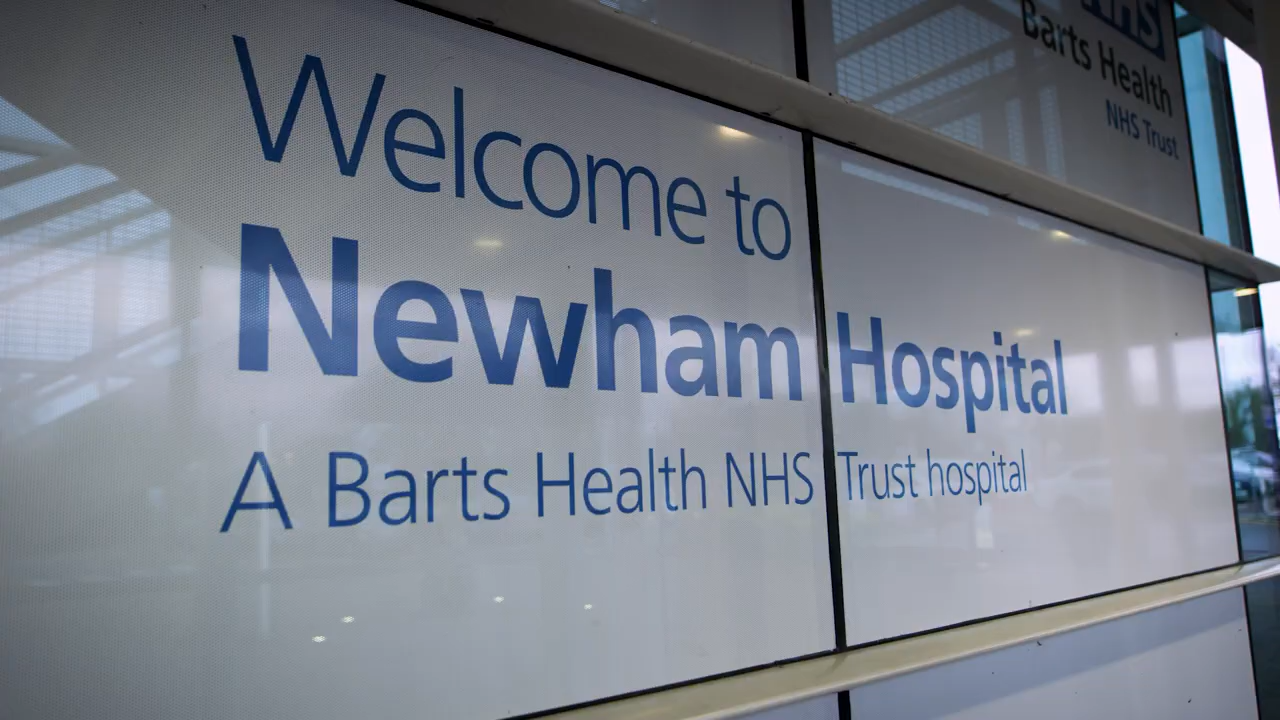 NHS
Barts Health
NHS Trust
Welcome to
Newham Hospital
A Barts Health NHS Trust hospital